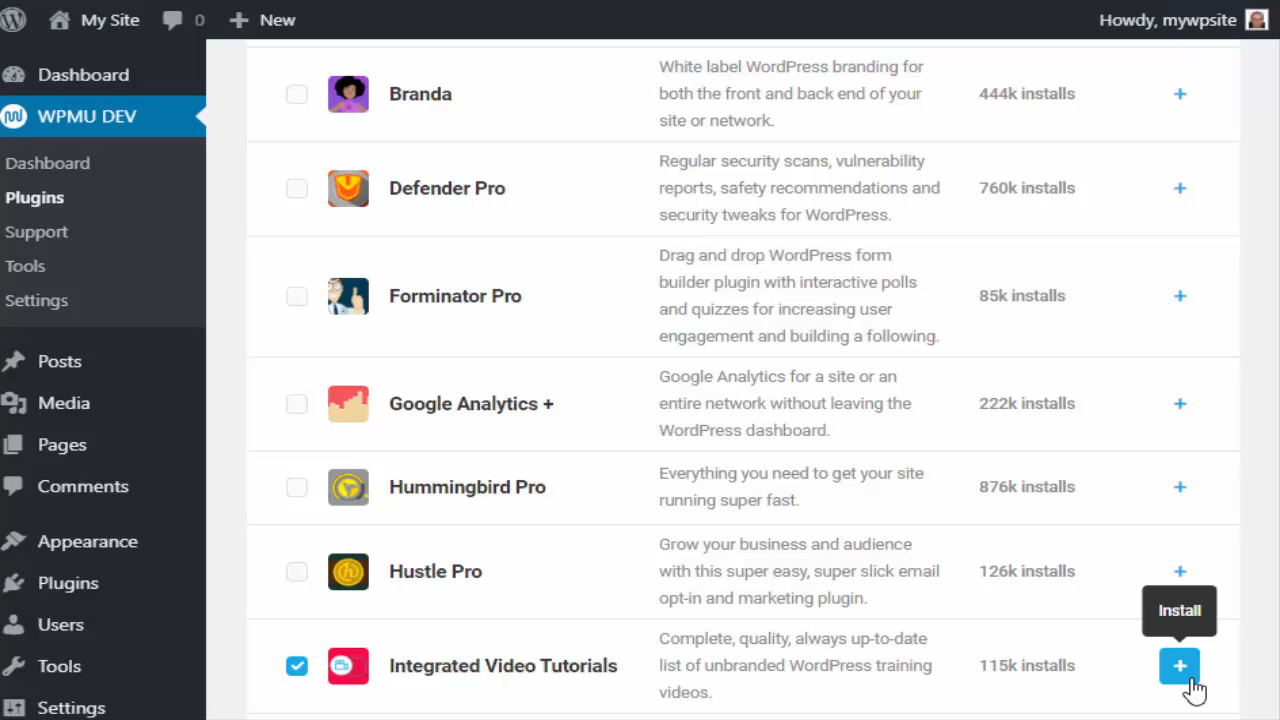 My Site
0
New
Howdy, mywpsite
Dashboard
WPMU DEV
Dashboard
Plugins
Support
Tools
Settings
Posts
Media
Pages
Comments
Appearance
Plugins
Users
Tools
Settings
Branda
White label WordPress branding for
both the front and back end of your
site or network.
444k installs
+
Defender Pro
Regular security scans, vulnerability
reports, safety recommendations and
security tweaks for WordPress.
760k installs
+
Forminator Pro
Drag and drop WordPress form
builder plugin with interactive polls
and quizzes for increasing user
engagement and building a following.
85k installs
+
Google Analytics +
Google Analytics for a site or an
entire network without leaving the
WordPress dashboard.
222k installs
+
Hummingbird Pro
Everything you need to get your site
running super fast.
876k installs
+
Hustle Pro
Grow your business and audience
with this super easy, super slick email
opt-in and marketing plugin.
126k installs
+
Install
Integrated Video Tutorials
Complete, quality, always up-to-date
list of unbranded WordPress training
videos.
115k installs
+